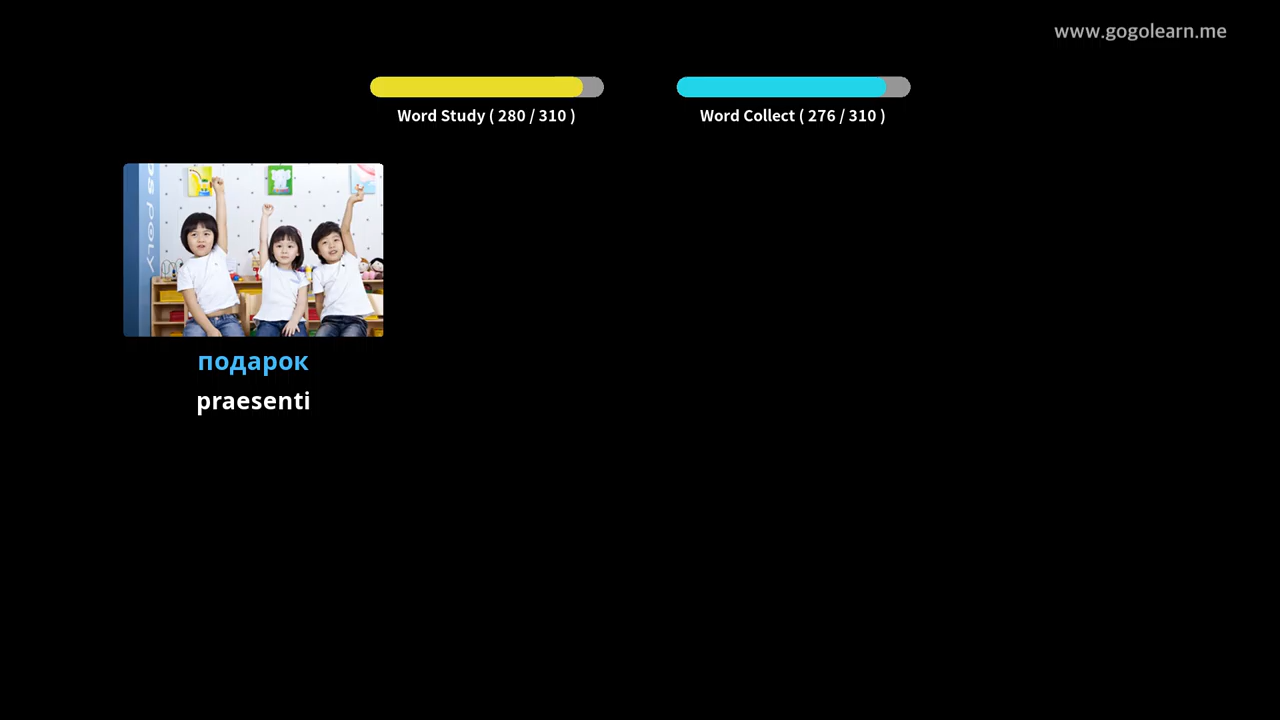 www.gogolearn.me
Word Study ( 280 / 310 )
Word Collect ( 276 / 310 )
подарок
praesenti